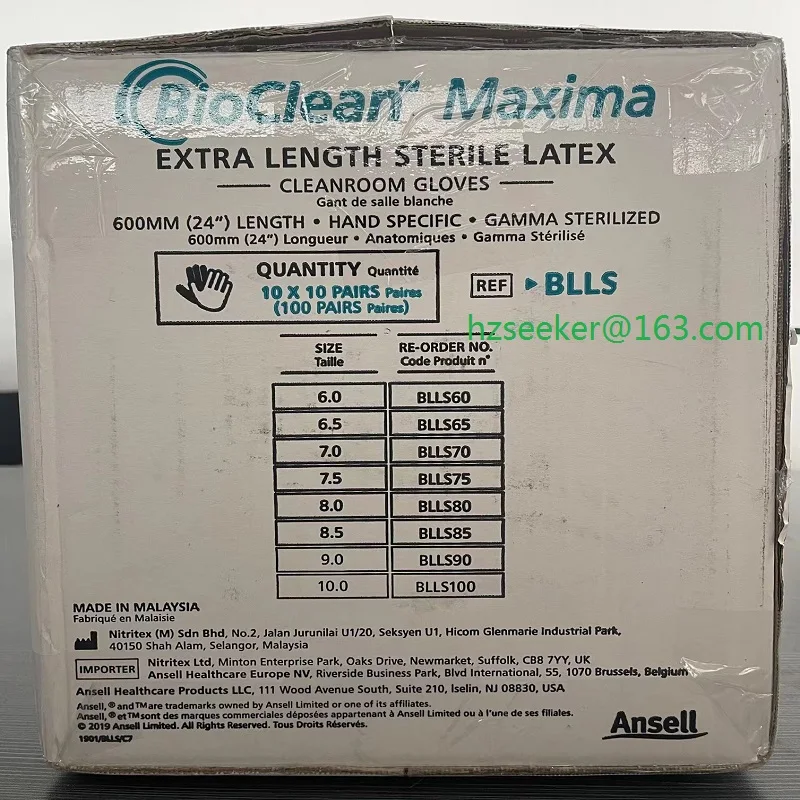 BioClean™ Maxima
EXTRA LENGTH STERILE LATEX
CLEANROOM GLOVES
Gant de salle blanche
600MM (24") LENGTH • HAND SPECIFIC • GAMMA STERILIZED
600mm (24") Longueur • Anatomiques • Gamma Stérilisé
QUANTITY Quantité
10 X 10 PAIRS Paires
(100 PAIRS Paires)
REF ▸ BLLS
hzseeker@163.com
SIZE RE-ORDER NO.
Taille Code Produit n°
6.0 BLLS60
6.5 BLLS65
7.0 BLLS70
7.5 BLLS75
8.0 BLLS80
8.5 BLLS85
9.0 BLLS90
10.0 BLLS100
MADE IN MALAYSIA
Fabriqué en Malaisie
Nitritex (M) Sdn Bhd, No.2, Jalan Jurunilai U1/20, Seksyen U1, Hicom Glenmarie Industrial Park,
40150 Shah Alam, Selangor, Malaysia
IMPORTER
Nitritex Ltd, Minton Enterprise Park, Oaks Drive, Newmarket, Suffolk, CB8 7YY, UK
Ansell Healthcare Europe NV, Riverside Business Park, Blvd International, 55, 1070 Brussels, Belgium
Ansell Healthcare Products LLC, 111 Wood Avenue South, Suite 210, Iselin, NJ 08830, USA
Ansell, ® and ™ are trademarks owned by Ansell Limited or one of its affiliates.
Ansell, ® et ™ sont des marques commerciales déposées appartenant à Ansell Limited ou à l'une de ses filiales.
© 2019 Ansell Limited. All Rights Reserved. Tous Droits Réservés.
1901/BLLS/C7
Ansell